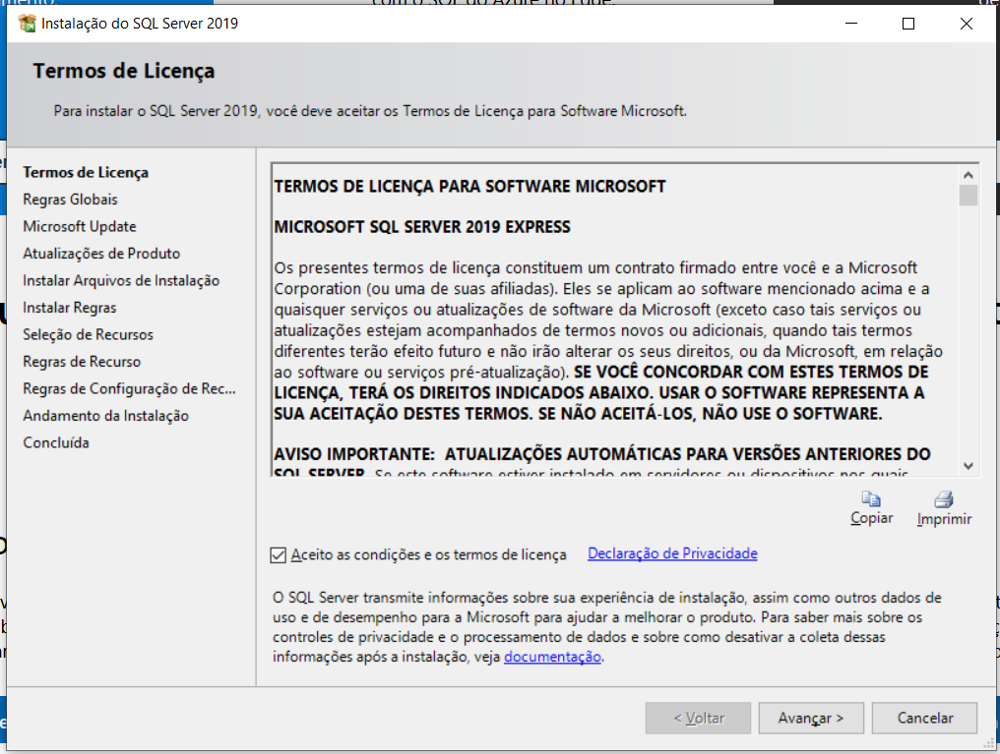 com o SQL do Azure no Edge.
Instalação do SQL Server 2019
Termos de Licença
Para instalar o SQL Server 2019, você deve aceitar os Termos de Licença para Software Microsoft.
Termos de Licença
Regras Globais
Microsoft Update
Atualizações de Produto
Instalar Arquivos de Instalação
Instalar Regras
Seleção de Recursos
Regras de Recurso
Regras de Configuração de Rec...
Andamento da Instalação
Concluída
TERMOS DE LICENÇA PARA SOFTWARE MICROSOFT
MICROSOFT SQL SERVER 2019 EXPRESS
Os presentes termos de licença constituem um contrato firmado entre você e a Microsoft
Corporation (ou uma de suas afiliadas). Eles se aplicam ao software mencionado acima e a
quaisquer serviços ou atualizações de software da Microsoft (exceto caso tais serviços ou
atualizações estejam acompanhados de termos novos ou adicionais, quando tais termos
diferentes terão efeito futuro e não irão alterar os seus direitos, ou da Microsoft, em relação
ao software ou serviços pré-atualização). SE VOCÊ CONCORDAR COM ESTES TERMOS DE
LICENÇA, TERÁ OS DIREITOS INDICADOS ABAIXO. USAR O SOFTWARE REPRESENTA A
SUA ACEITAÇÃO DESTES TERMOS. SE NÃO ACEITÁ-LOS, NÃO USE O SOFTWARE.
AVISO IMPORTANTE:  ATUALIZAÇÕES AUTOMÁTICAS PARA VERSÕES ANTERIORES DO
SQL SERVER. Se este software estiver instalado em servidores ou dispositivos nos quais
Copiar
Imprimir
Aceito as condições e os termos de licença
Declaração de Privacidade
O SQL Server transmite informações sobre sua experiência de instalação, assim como outros dados de
uso e de desempenho para a Microsoft para ajudar a melhorar o produto. Para saber mais sobre os
controles de privacidade e o processamento de dados e sobre como desativar a coleta dessas
informações após a instalação, veja documentação.
< Voltar
Avançar >
Cancelar